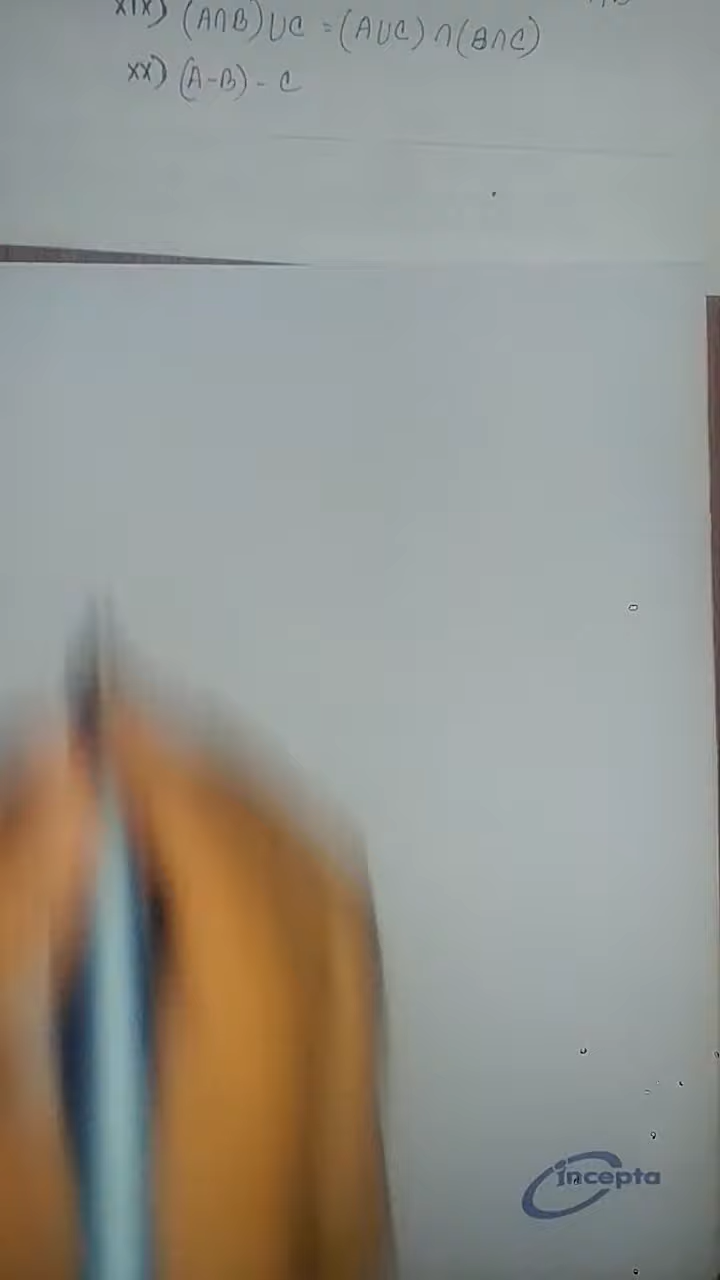 xix) (A∩B)∪C = (A∪C)∩(B∩C)
xx) (A-B) - C
incepta